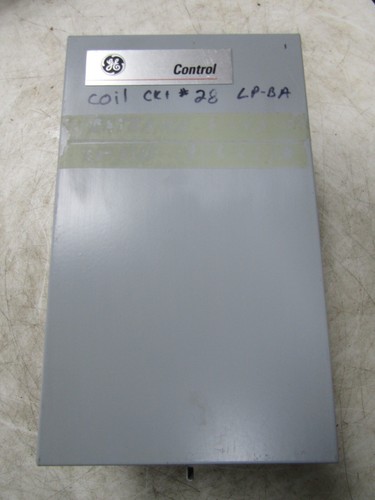 GE Control
coil CKT # 28 LP-BA